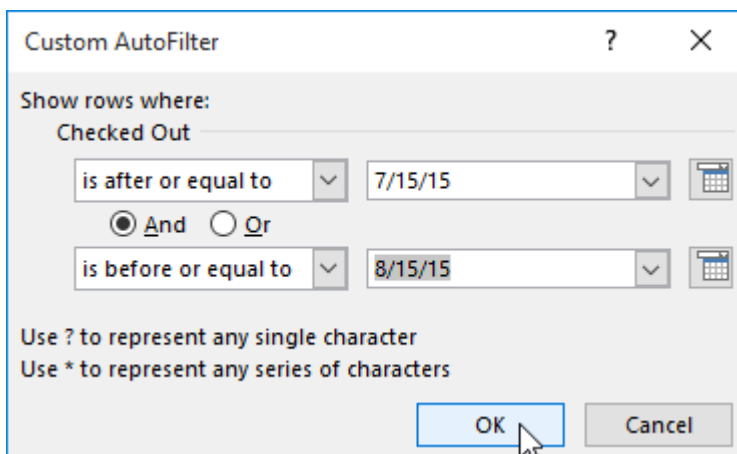 Custom AutoFilter ? ×
Show rows where:
Checked Out
is after or equal to 7/15/15
And Or
is before or equal to 8/15/15
Use ? to represent any single character
Use * to represent any series of characters
OK Cancel